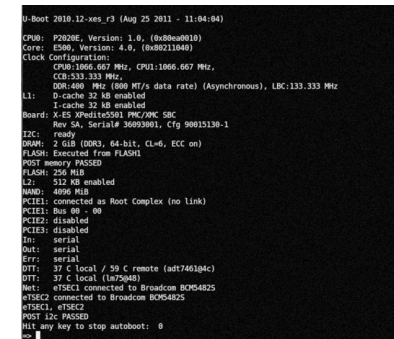 U-Boot 2010.12-xes_r3 (Aug 25 2011 - 11:04:04)
CPU0: P2020E, Version: 1.0, (0x80ea0010)
Core: E500, Version: 4.0, (0x80211040)
Clock Configuration:
CPU0:1066.667 MHz, CPU1:1066.667 MHz,
CCB:533.333 MHz,
DDR:400 MHz (800 MT/s data rate) (Asynchronous), LBC:133.333 MHz
L1: D-cache 32 kB enabled
I-cache 32 kB enabled
Board: X-ES XPedite5501 PMC/XMC SBC
Rev SA, Serial# 36093001, Cfg 90015130-1
I2C: ready
DRAM: 2 GiB (DDR3, 64-bit, CL=6, ECC on)
FLASH: Executed from FLASH1
POST memory PASSED
FLASH: 256 MiB
L2: 512 KB enabled
NAND: 4096 MiB
PCIE1: connected as Root Complex (no link)
PCIE1: Bus 00 - 00
PCIE2: disabled
PCIE3: disabled
In: serial
Out: serial
Err: serial
DTT: 37 C local / 59 C remote (adt7461@4c)
DTT: 37 C local (lm75@48)
Net: eTSEC1 connected to Broadcom BCM5482S
eTSEC2 connected to Broadcom BCM5482S
eTSEC1, eTSEC2
POST i2c PASSED
Hit any key to stop autoboot: 0
=>